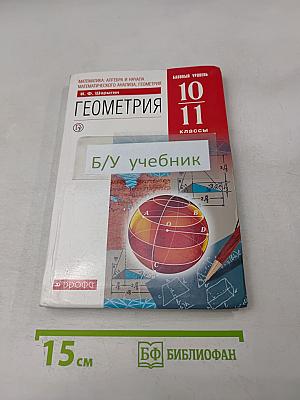 МАТЕМАТИКА: АЛГЕБРА И НАЧАЛА
МАТЕМАТИЧЕСКОГО АНАЛИЗА, ГЕОМЕТРИЯ
И. Ф. Шарыгин
БАЗОВЫЙ УРОВЕНЬ
ГЕОМЕТРИЯ
10
11
КЛАССЫ
Б/У учебник
A
B
O
D
C
дрофа
15 см
БФ БИБЛИОФАН